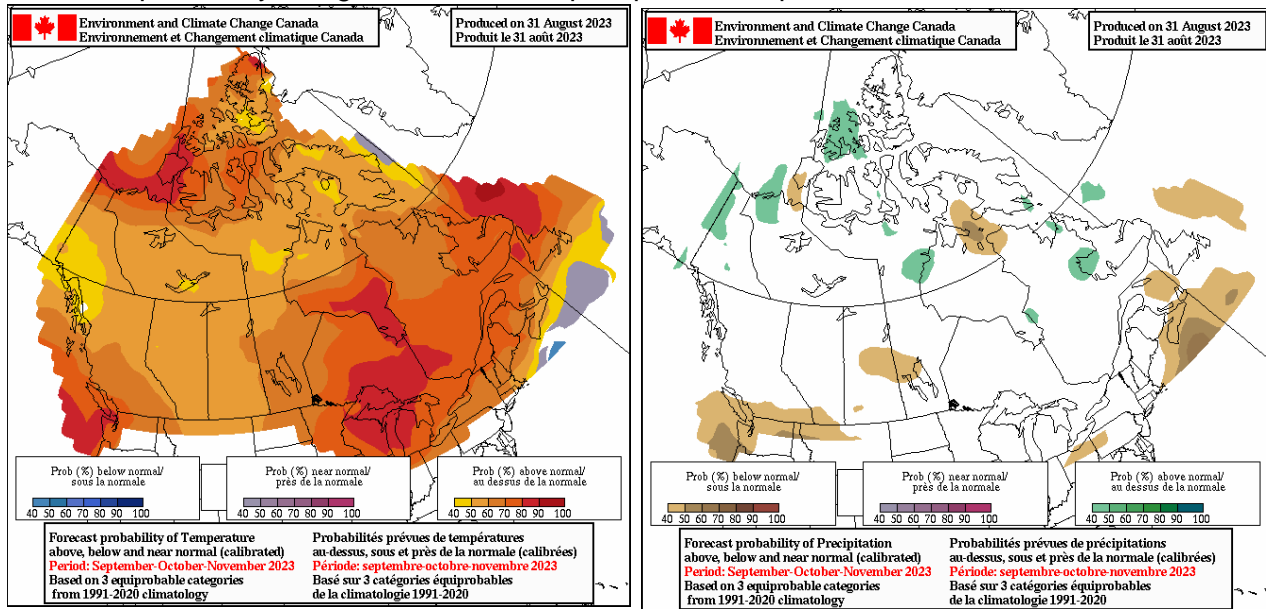 Environment and Climate Change Canada
Environnement et Changement climatique Canada
Produced on 31 August 2023
Produit le 31 août 2023
Prob (%) below normal/
sous la normale
40 50 60 70 80 90 100
Prob (%) near normal/
près de la normale
40 50 60 70 80 90 100
Prob (%) above normal/
au dessus de la normale
40 50 60 70 80 90 100
Forecast probability of Temperature
above, below and near normal (calibrated)
Period: September-October-November 2023
Based on 3 equiprobable categories
from 1991-2020 climatology
Probabilités prévues de températures
au-dessus, sous et près de la normale (calibrées)
Période: septembre-octobre-novembre 2023
Basé sur 3 catégories équiprobables
de la climatologie 1991-2020
Environment and Climate Change Canada
Environnement et Changement climatique Canada
Produced on 31 August 2023
Produit le 31 août 2023
Prob (%) below normal/
sous la normale
40 50 60 70 80 90 100
Prob (%) near normal/
près de la normale
40 50 60 70 80 90 100
Prob (%) above normal/
au dessus de la normale
40 50 60 70 80 90 100
Forecast probability of Precipitation
above, below and near normal (calibrated)
Period: September-October-November 2023
Based on 3 equiprobable categories
from 1991-2020 climatology
Probabilités prévues de précipitations
au-dessus, sous et près de la normale (calibrées)
Période: septembre-octobre-novembre 2023
Basé sur 3 catégories équiprobables
de la climatologie 1991-2020